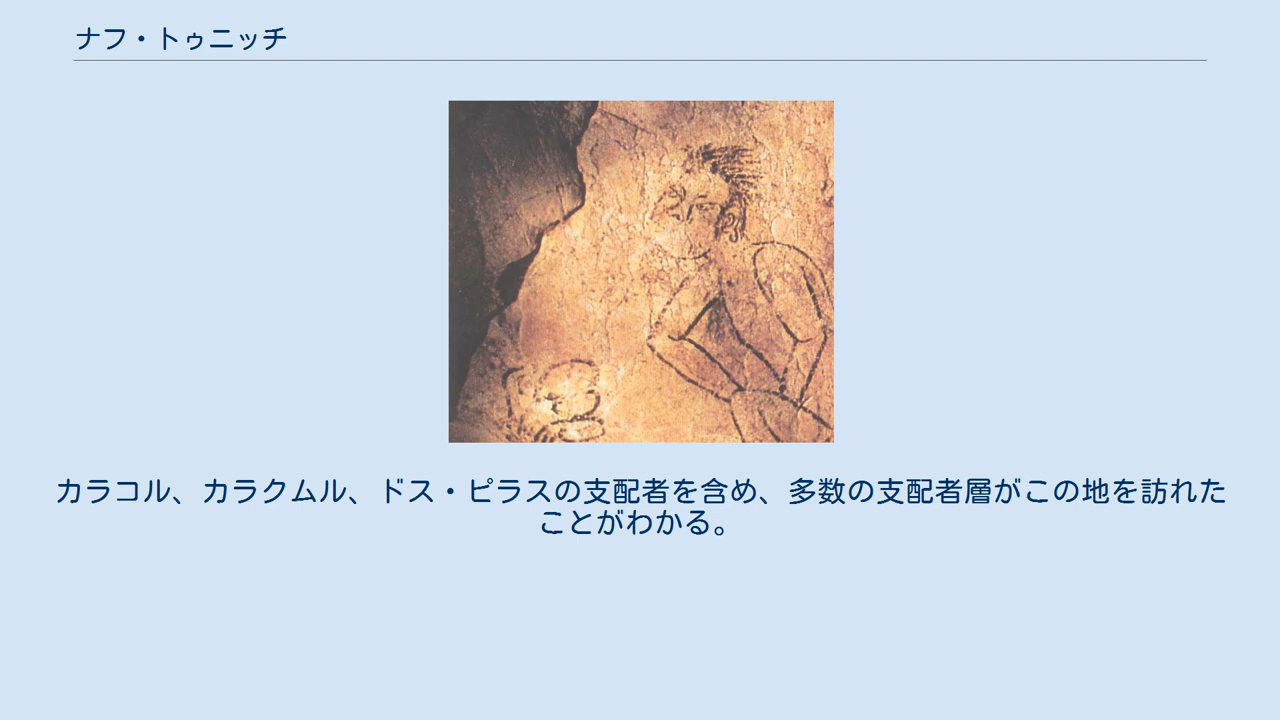 ナフ・トゥニッチ
カラコル、カラクムル、ドス・ピラスの支配者を含め、多数の支配者層がこの地を訪れた
ことがわかる。